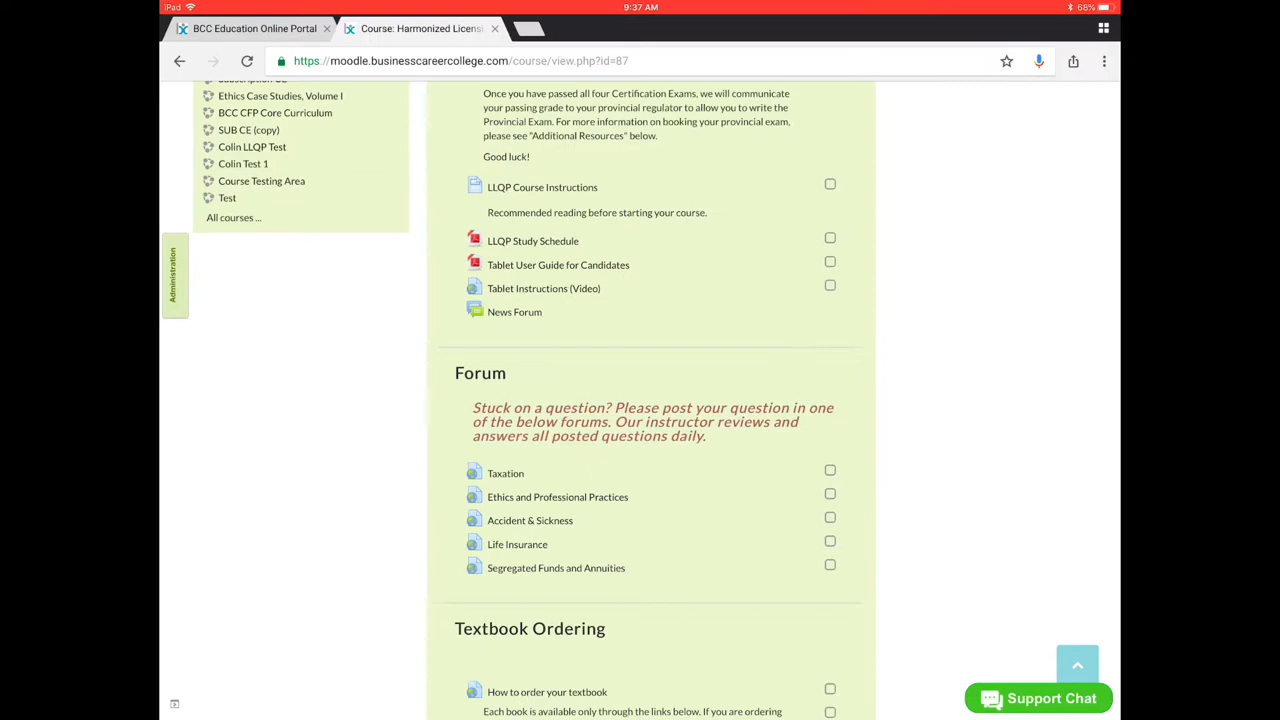 iPad
9:37 AM
68%
BCC Education Online Portal
Course: Harmonized Licensi
https://moodle.businesscareercollege.com/course/view.php?id=87
Subscription CE
Ethics Case Studies, Volume I
BCC CFP Core Curriculum
SUB CE (copy)
Colin LLQP Test
Colin Test 1
Course Testing Area
Test
All courses ...
Administration
Once you have passed all four Certification Exams, we will communicate
your passing grade to your provincial regulator to allow you to write the
Provincial Exam. For more information on booking your provincial exam,
please see "Additional Resources" below.
Good luck!
LLQP Course Instructions
Recommended reading before starting your course.
LLQP Study Schedule
Tablet User Guide for Candidates
Tablet Instructions (Video)
News Forum
Forum
Stuck on a question? Please post your question in one
of the below forums. Our instructor reviews and
answers all posted questions daily.
Taxation
Ethics and Professional Practices
Accident & Sickness
Life Insurance
Segregated Funds and Annuities
Textbook Ordering
How to order your textbook
Each book is available only through the links below. If you are ordering
Support Chat